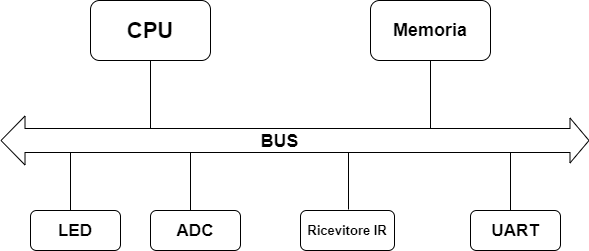 CPU
Memoria
BUS
LED
ADC
Ricevitore IR
UART